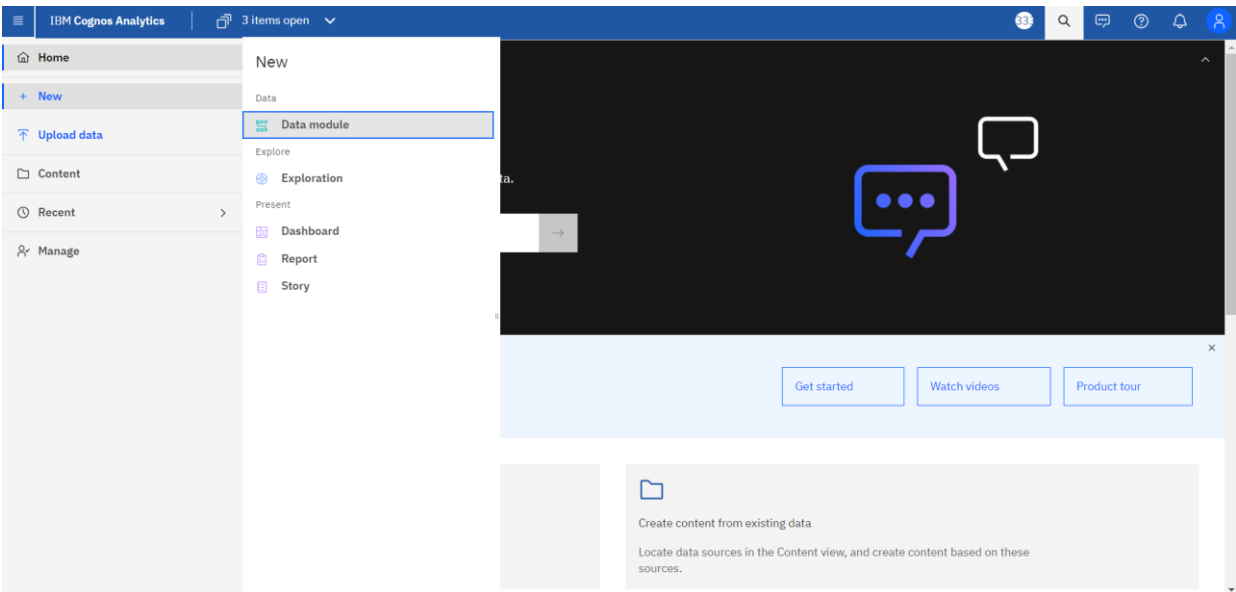 IBM Cognos Analytics
3 items open
Home
New
Upload data
Content
Recent
Manage
New
Data
Data module
Explore
Exploration
Present
Dashboard
Report
Story
ta.
Get started
Watch videos
Product tour
Create content from existing data
Locate data sources in the Content view, and create content based on these
sources.